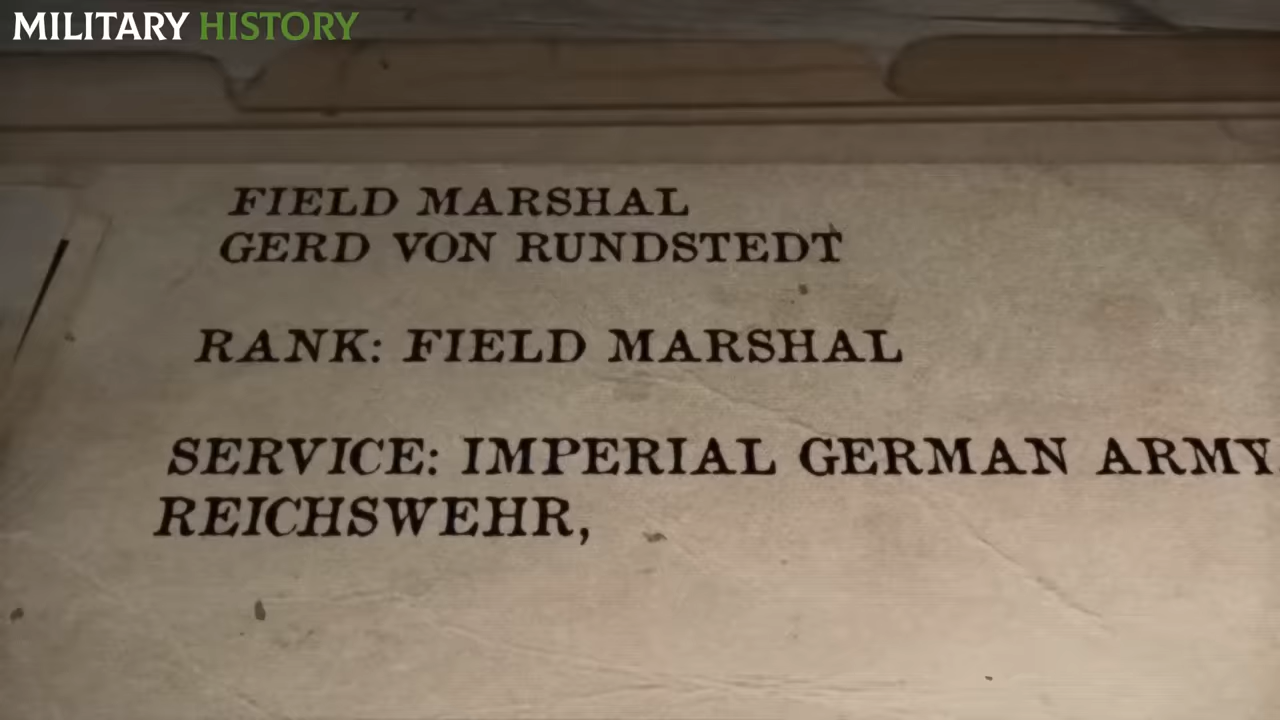 MILITARY HISTORY
FIELD MARSHAL
GERD VON RUNDSTEDT
RANK: FIELD MARSHAL
SERVICE: IMPERIAL GERMAN ARMY
REICHSWEHR,